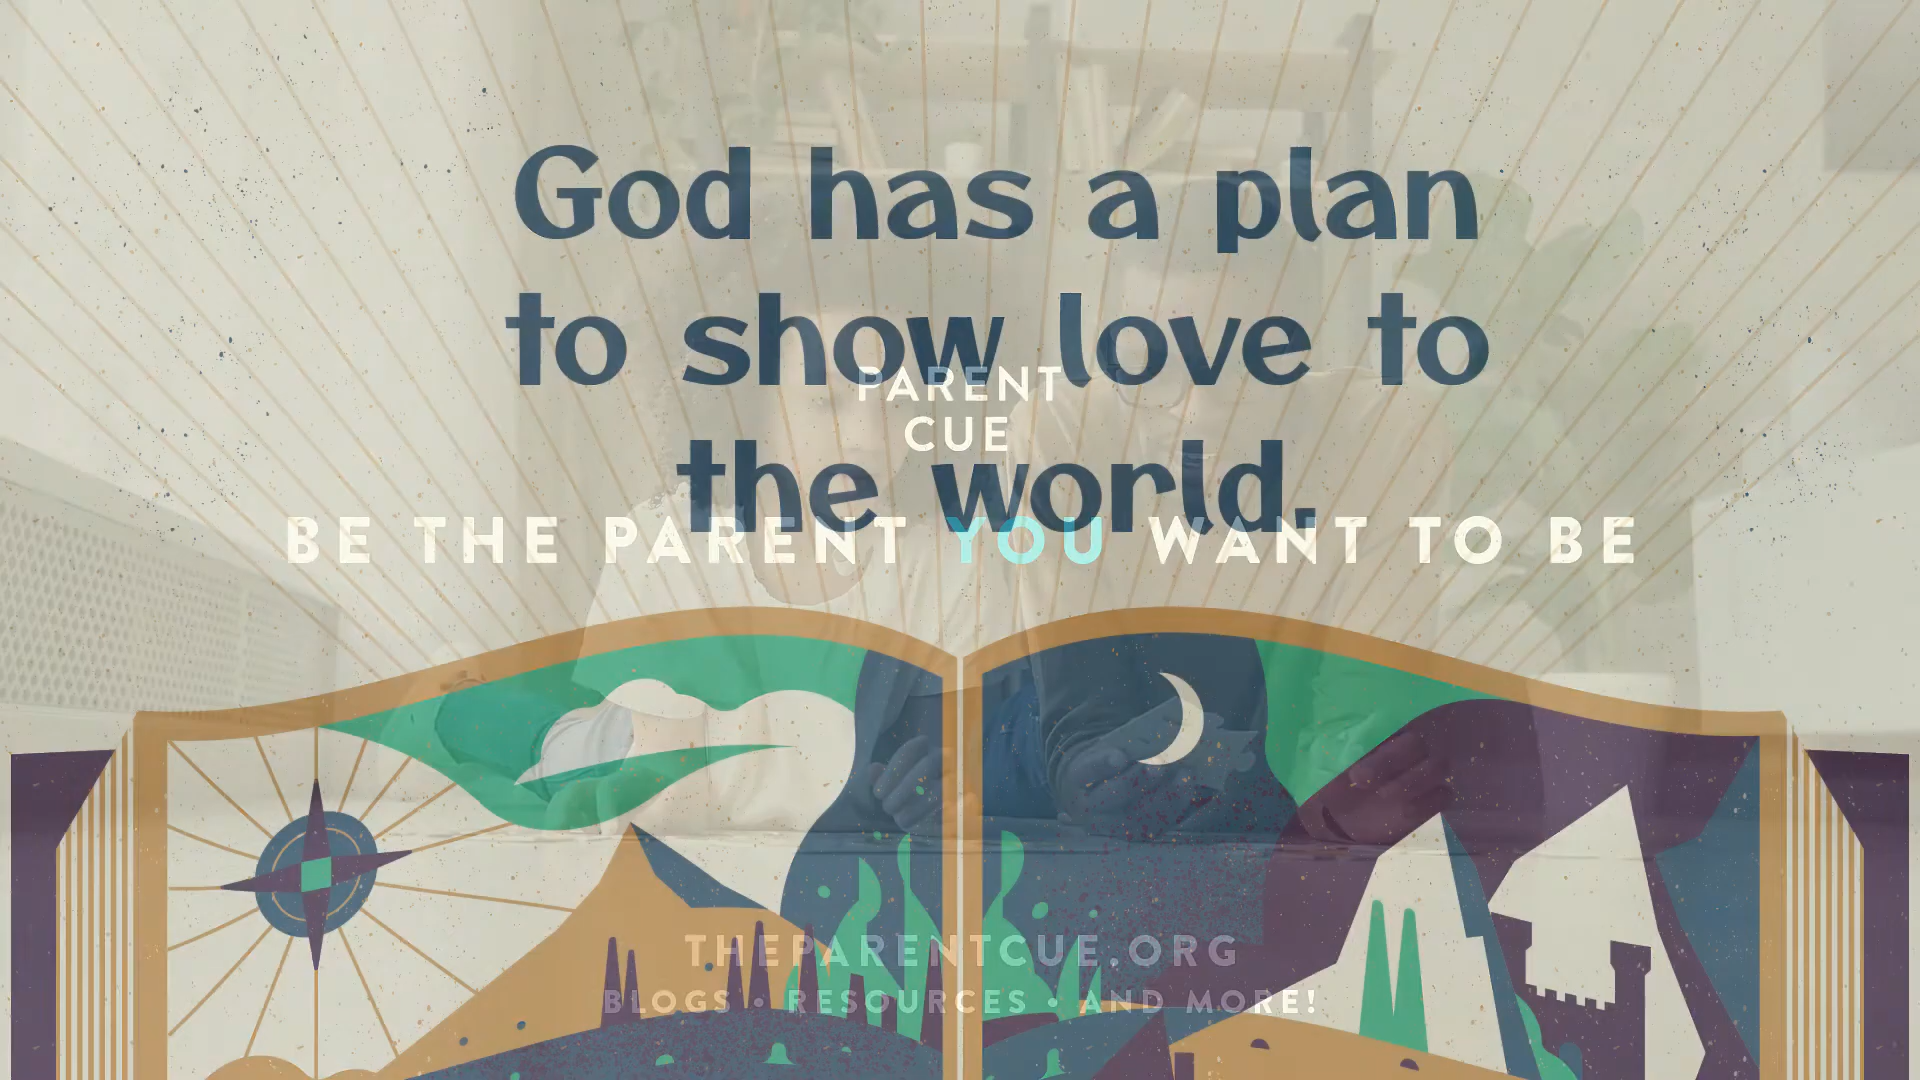 God has a plan
to show love to
the world.
PARENT
CUE
BE THE PARENT YOU WANT TO BE
THEPARENTCUE.ORG
BLOGS • RESOURCES • AND MORE!